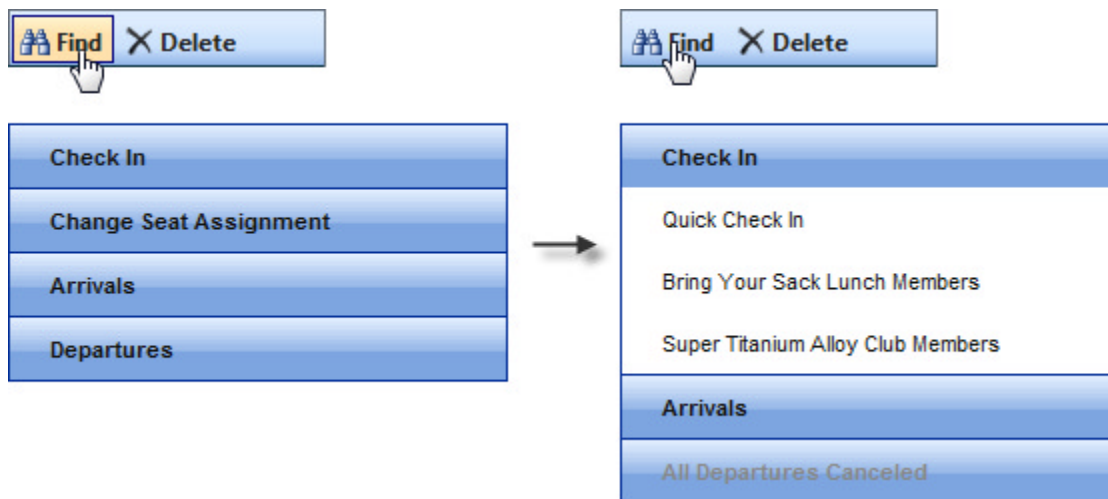 Find Delete
Check In
Change Seat Assignment
Arrivals
Departures
Find Delete
Check In
Quick Check In
Bring Your Sack Lunch Members
Super Titanium Alloy Club Members
Arrivals
All Departures Canceled